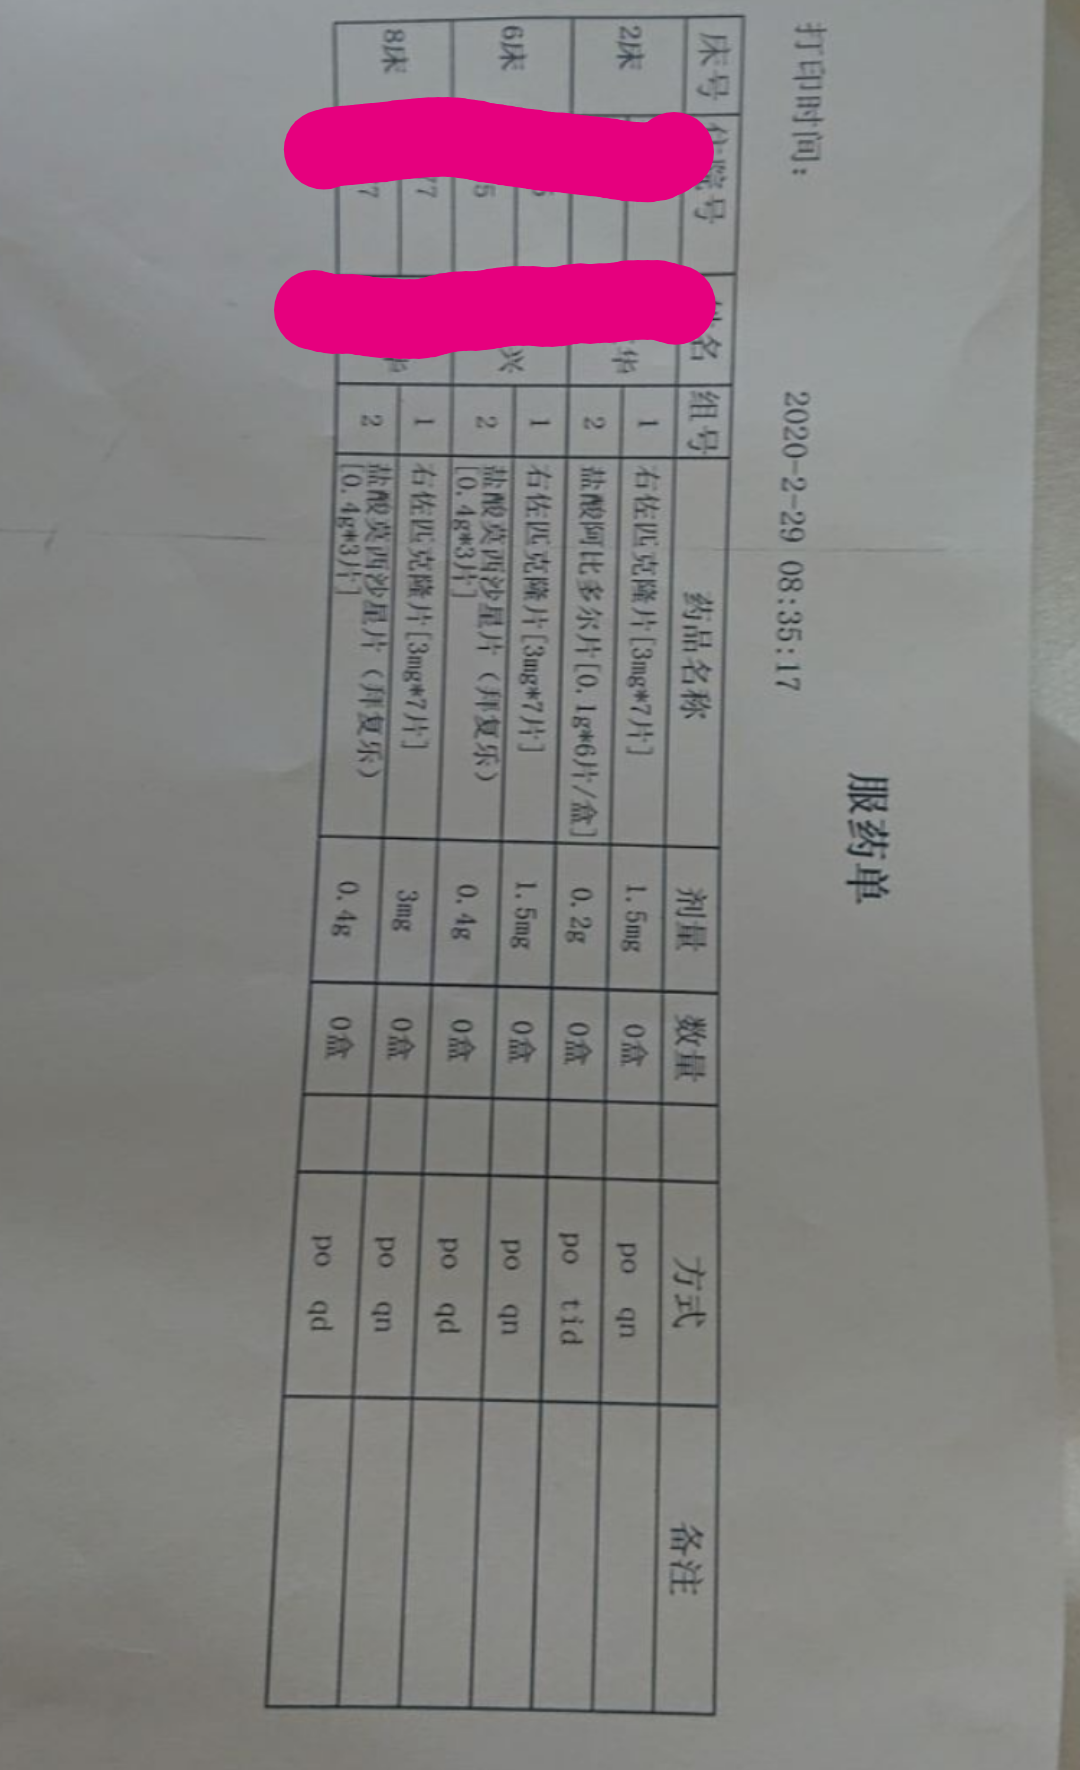 服药单
打印时间: 2020-2-29 08:35:17
床号 住院号 姓名 组号 药品名称 剂量 数量 方式 备注
2床 华 1 右佐匹克隆片[3mg*7片] 1.5mg 0盒 po qn
2 盐酸阿比多尔片[0.1g*6片/盒] 0.2g 0盒 po tid
6床 5 兴 1 右佐匹克隆片[3mg*7片] 1.5mg 0盒 po qn
5 2 盐酸莫西沙星片（拜复乐） 0.4g 0盒 po qd
[0.4g*3片]
8床 77 1 右佐匹克隆片[3mg*7片] 3mg 0盒 po qn
7 2 盐酸莫西沙星片（拜复乐） 0.4g 0盒 po qd
[0.4g*3片]